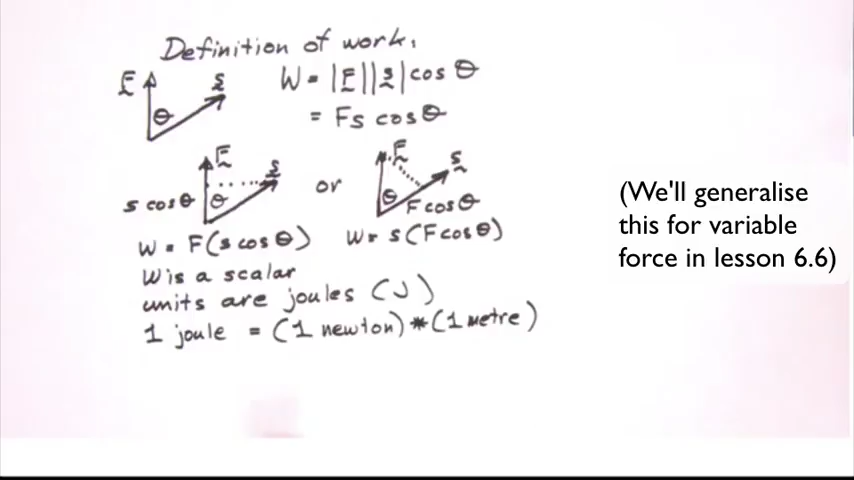 Definition of work.
F s W = |F||s| cos θ
θ
= Fs cos θ
F s or F s
s cos θ θ θ F cos θ
W = F(s cos θ) W = s(F cos θ)
W is a scalar
units are joules (J)
1 joule = (1 newton) * (1 metre)
(We'll generalise
this for variable
force in lesson 6.6)